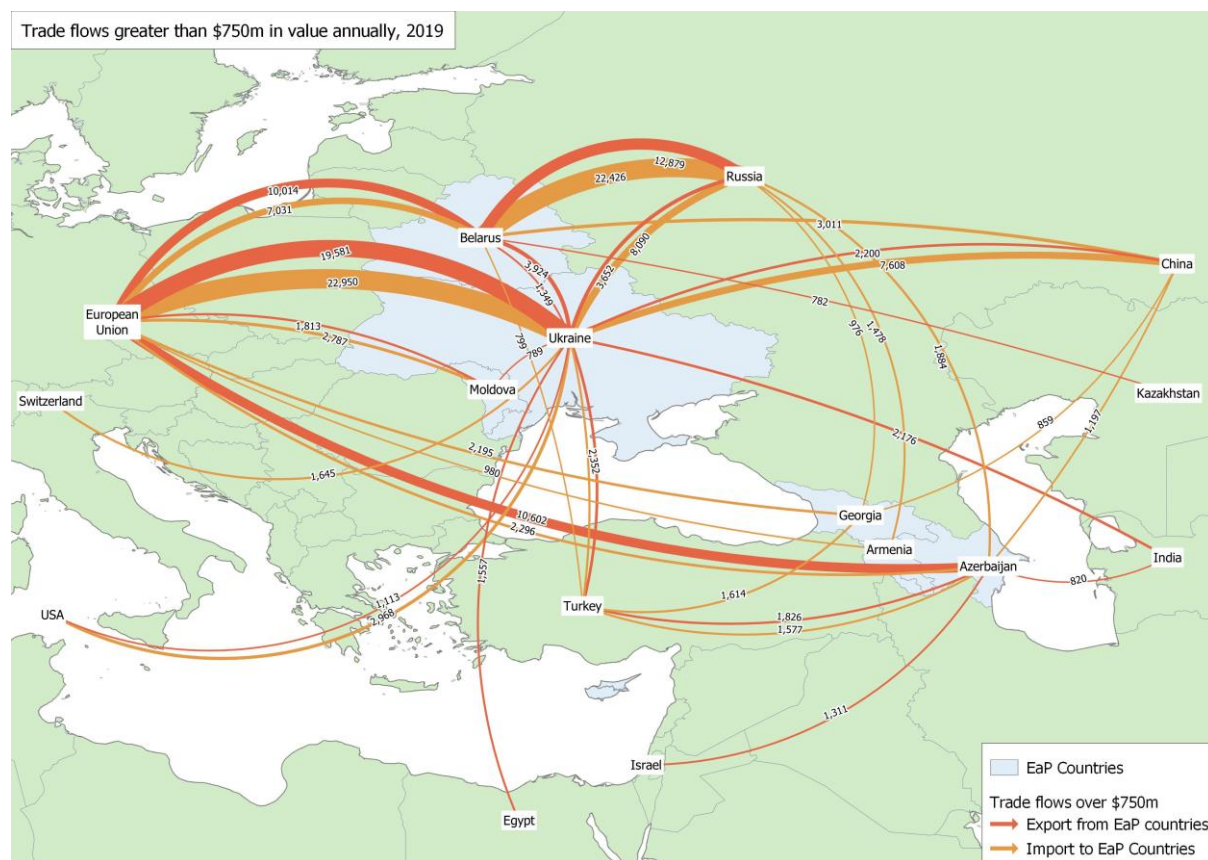 Trade flows greater than $750m in value annually, 2019
12,879
Russia
10,014
22,426
7,031
3,011
Belarus
8,090
19,581
3,924
2,200
China
3,652
7,608
22,950
1,349
782
European
Union
1,813
976
1,478
2,787
Ukraine
799
789
1,884
Moldova
Kazakhstan
Switzerland
859
1,197
2,176
2,195
2,352
980
1,645
10,602
Georgia
2,296
Armenia
India
1,557
Azerbaijan
820
1,614
1,113
Turkey
USA
2,968
1,826
1,577
1,311
Israel
EaP Countries
Trade flows over $750m
Egypt
Export from EaP countries
Import to EaP Countries